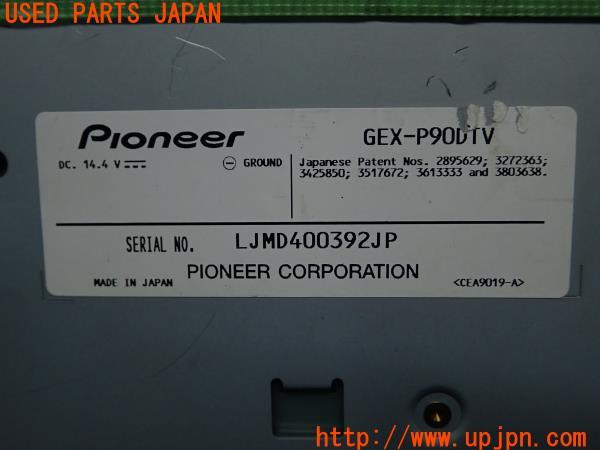 USED PARTS JAPAN
Pioneer
GEX-P90DTV
DC. 14.4 V
⊖ GROUND
Japanese Patent Nos. 2895629; 3272363;
3425850; 3517672; 3613333 and 3803638.
SERIAL NO. LJMD400392JP
PIONEER CORPORATION
MADE IN JAPAN
<CEA9019-A>
http://www.upjpn.com/